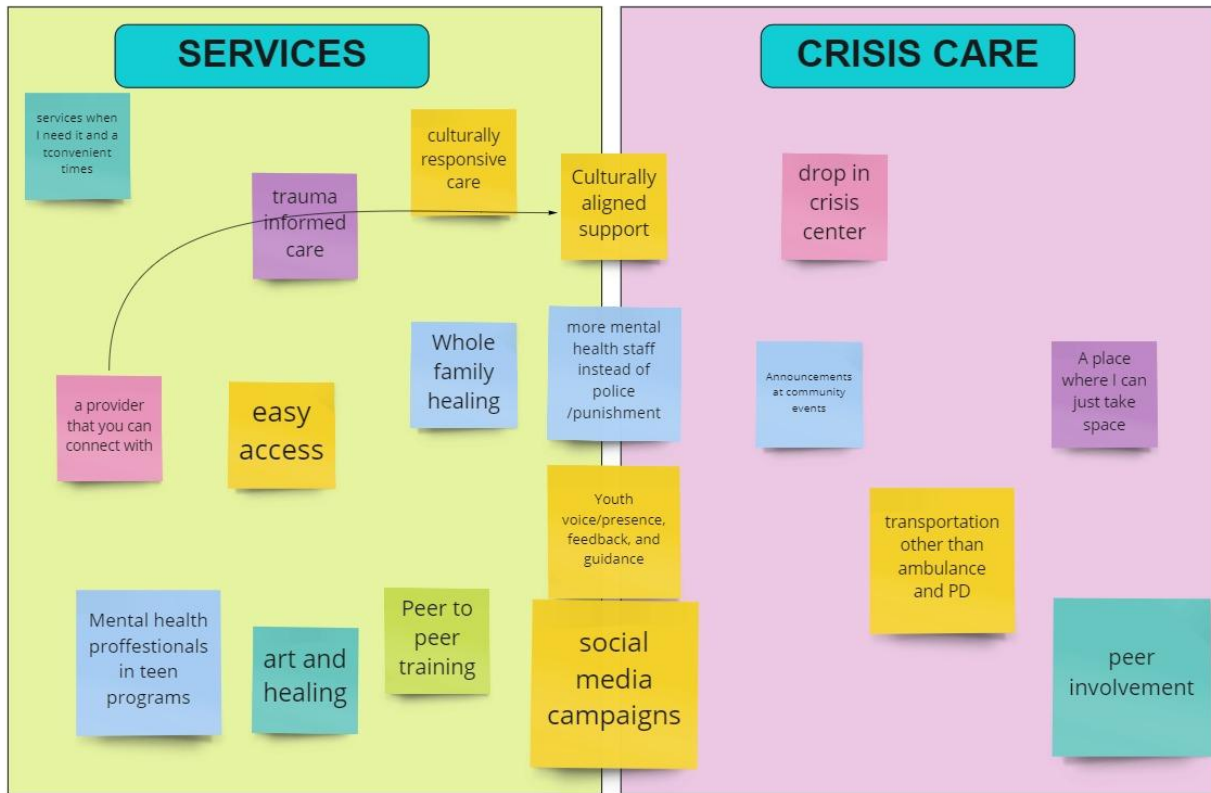 SERVICES
services when
I need it and a
tconvenient
times
culturally
responsive
care
trauma
informed
care
Culturally
aligned
support
a provider
that you can
connect with
easy
access
Whole
family
healing
more mental
health staff
instead of
police
/punishment
Youth
voice/presence,
feedback, and
guidance
Mental health
proffestionals
in teen
programs
art and
healing
Peer to
peer
training
social
media
campaigns
CRISIS CARE
drop in
crisis
center
Announcements
at community
events
A place
where I can
just take
space
transportation
other than
ambulance
and PD
peer
involvement